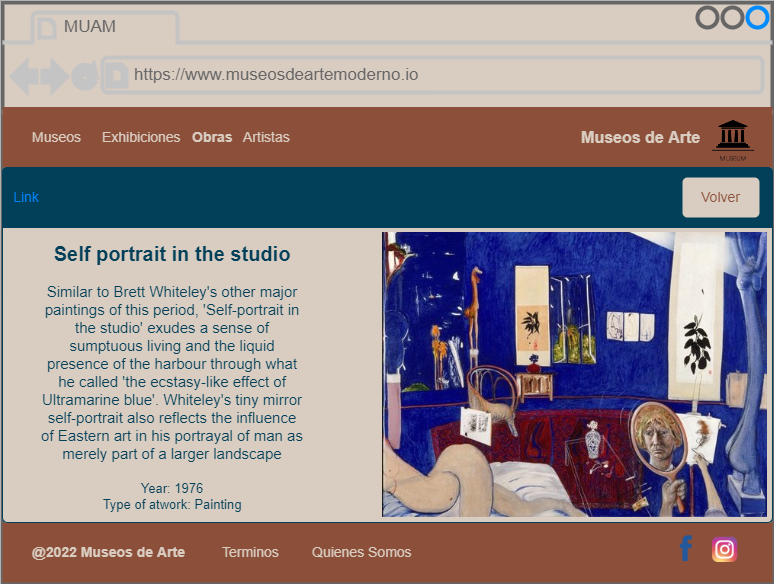 MUAM
https://www.museosdeartemoderno.io
Museos Exhibiciones Obras Artistas Museos de Arte
MUSEUM
Link Volver
Self portrait in the studio
Similar to Brett Whiteley's other major
paintings of this period, 'Self-portrait in
the studio' exudes a sense of
sumptuous living and the liquid
presence of the harbour through what
he called 'the ecstasy-like effect of
Ultramarine blue'. Whiteley's tiny mirror
self-portrait also reflects the influence
of Eastern art in his portrayal of man as
merely part of a larger landscape
Year: 1976
Type of atwork: Painting
@2022 Museos de Arte Terminos Quienes Somos